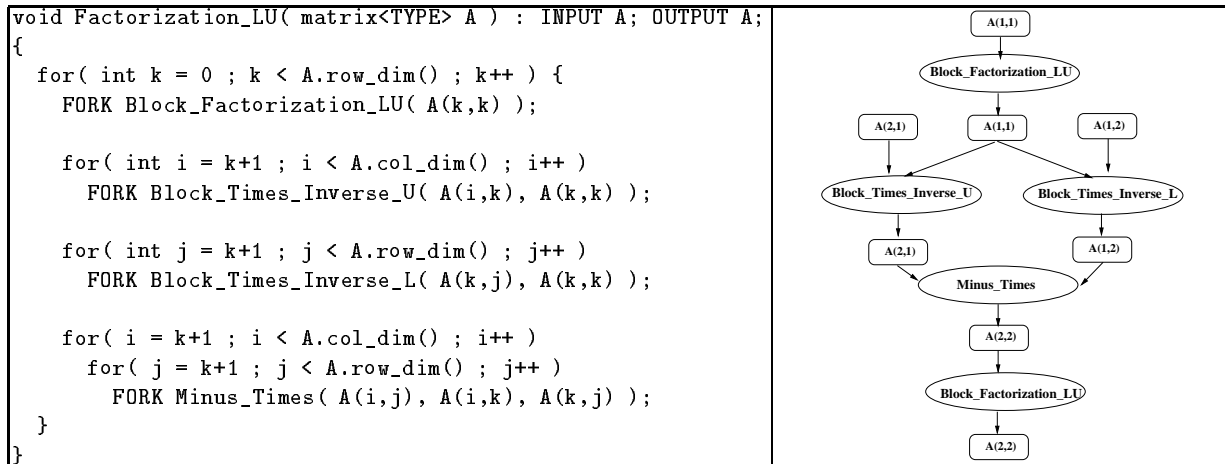 void Factorization_LU( matrix<TYPE> A ) : INPUT A; OUTPUT A;
{
for( int k = 0 ; k < A.row_dim() ; k++ ) {
FORK Block_Factorization_LU( A(k,k) );
for( int i = k+1 ; i < A.col_dim() ; i++ )
FORK Block_Times_Inverse_U( A(i,k), A(k,k) );
for( int j = k+1 ; j < A.row_dim() ; j++ )
FORK Block_Times_Inverse_L( A(k,j), A(k,k) );
for( i = k+1 ; i < A.col_dim() ; i++ )
for( j = k+1 ; j < A.row_dim() ; j++ )
FORK Minus_Times( A(i,j), A(i,k), A(k,j) );
}
}
A(1,1)
Block_Factorization_LU
A(2,1) A(1,1) A(1,2)
Block_Times_Inverse_U Block_Times_Inverse_L
A(2,1) A(1,2)
Minus_Times
A(2,2)
Block_Factorization_LU
A(2,2)